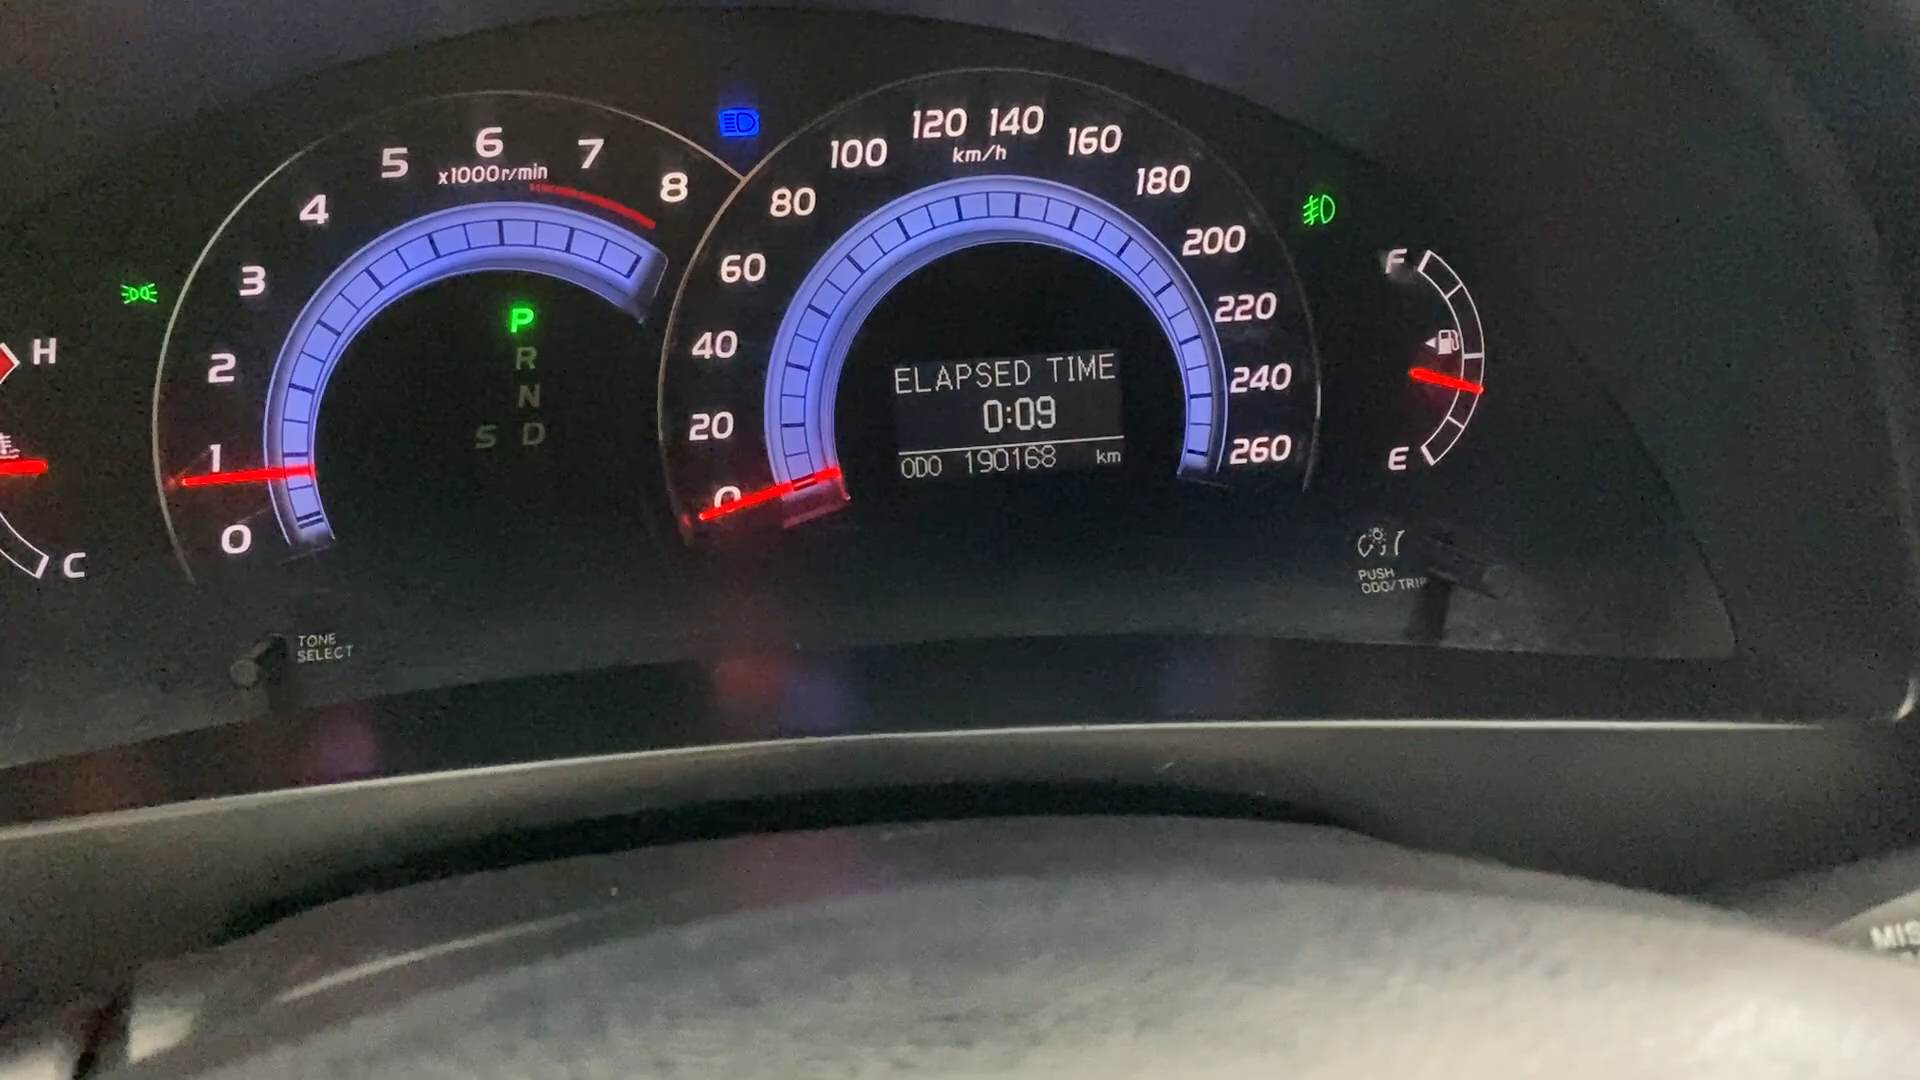 H
C
0
1
2
3
4
5
6
7
8
x1000r/min
P
R
N
S D
0
20
40
60
80
100
120
140
160
180
200
220
240
260
km/h
ELAPSED TIME
0:09
ODO 190168 km
F
E
TONE
SELECT
PUSH
ODO/TRIP
MIS